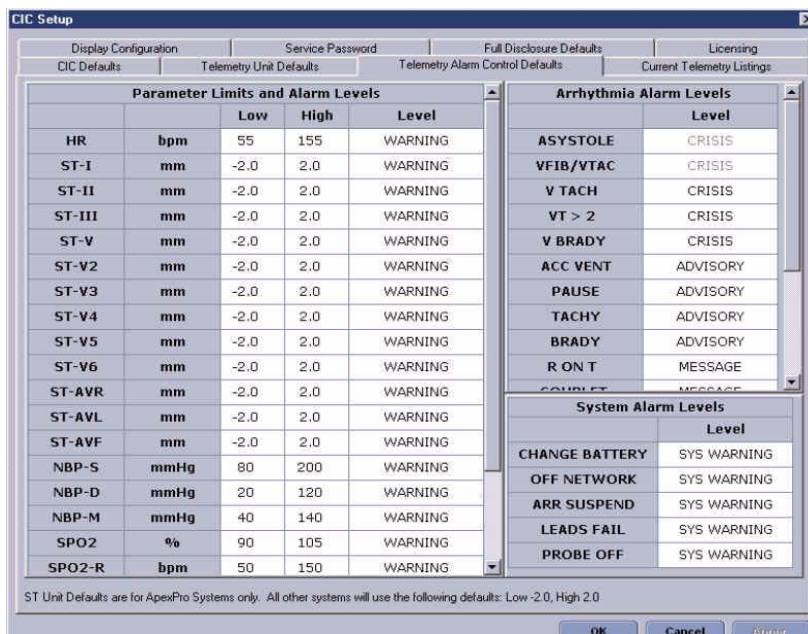 CIC Setup
Display Configuration Service Password Full Disclosure Defaults Licensing
CIC Defaults Telemetry Unit Defaults Telemetry Alarm Control Defaults Current Telemetry Listings
Parameter Limits and Alarm Levels
Low High Level
HR bpm 55 155 WARNING
ST-I mm -2.0 2.0 WARNING
ST-II mm -2.0 2.0 WARNING
ST-III mm -2.0 2.0 WARNING
ST-V mm -2.0 2.0 WARNING
ST-V2 mm -2.0 2.0 WARNING
ST-V3 mm -2.0 2.0 WARNING
ST-V4 mm -2.0 2.0 WARNING
ST-V5 mm -2.0 2.0 WARNING
ST-V6 mm -2.0 2.0 WARNING
ST-AVR mm -2.0 2.0 WARNING
ST-AVL mm -2.0 2.0 WARNING
ST-AVF mm -2.0 2.0 WARNING
NBP-S mmHg 80 200 WARNING
NBP-D mmHg 20 120 WARNING
NBP-M mmHg 40 140 WARNING
SPO2 % 90 105 WARNING
SPO2-R bpm 50 150 WARNING
Arrhythmia Alarm Levels
Level
ASYSTOLE CRISIS
VFIB/VTAC CRISIS
V TACH CRISIS
VT > 2 CRISIS
V BRADY CRISIS
ACC VENT ADVISORY
PAUSE ADVISORY
TACHY ADVISORY
BRADY ADVISORY
R ON T MESSAGE
COUPLET MESSAGE
System Alarm Levels
Level
CHANGE BATTERY SYS WARNING
OFF NETWORK SYS WARNING
ARR SUSPEND SYS WARNING
LEADS FAIL SYS WARNING
PROBE OFF SYS WARNING
ST Unit Defaults are for ApexPro Systems only. All other systems will use the following defaults: Low -2.0, High 2.0
OK Cancel